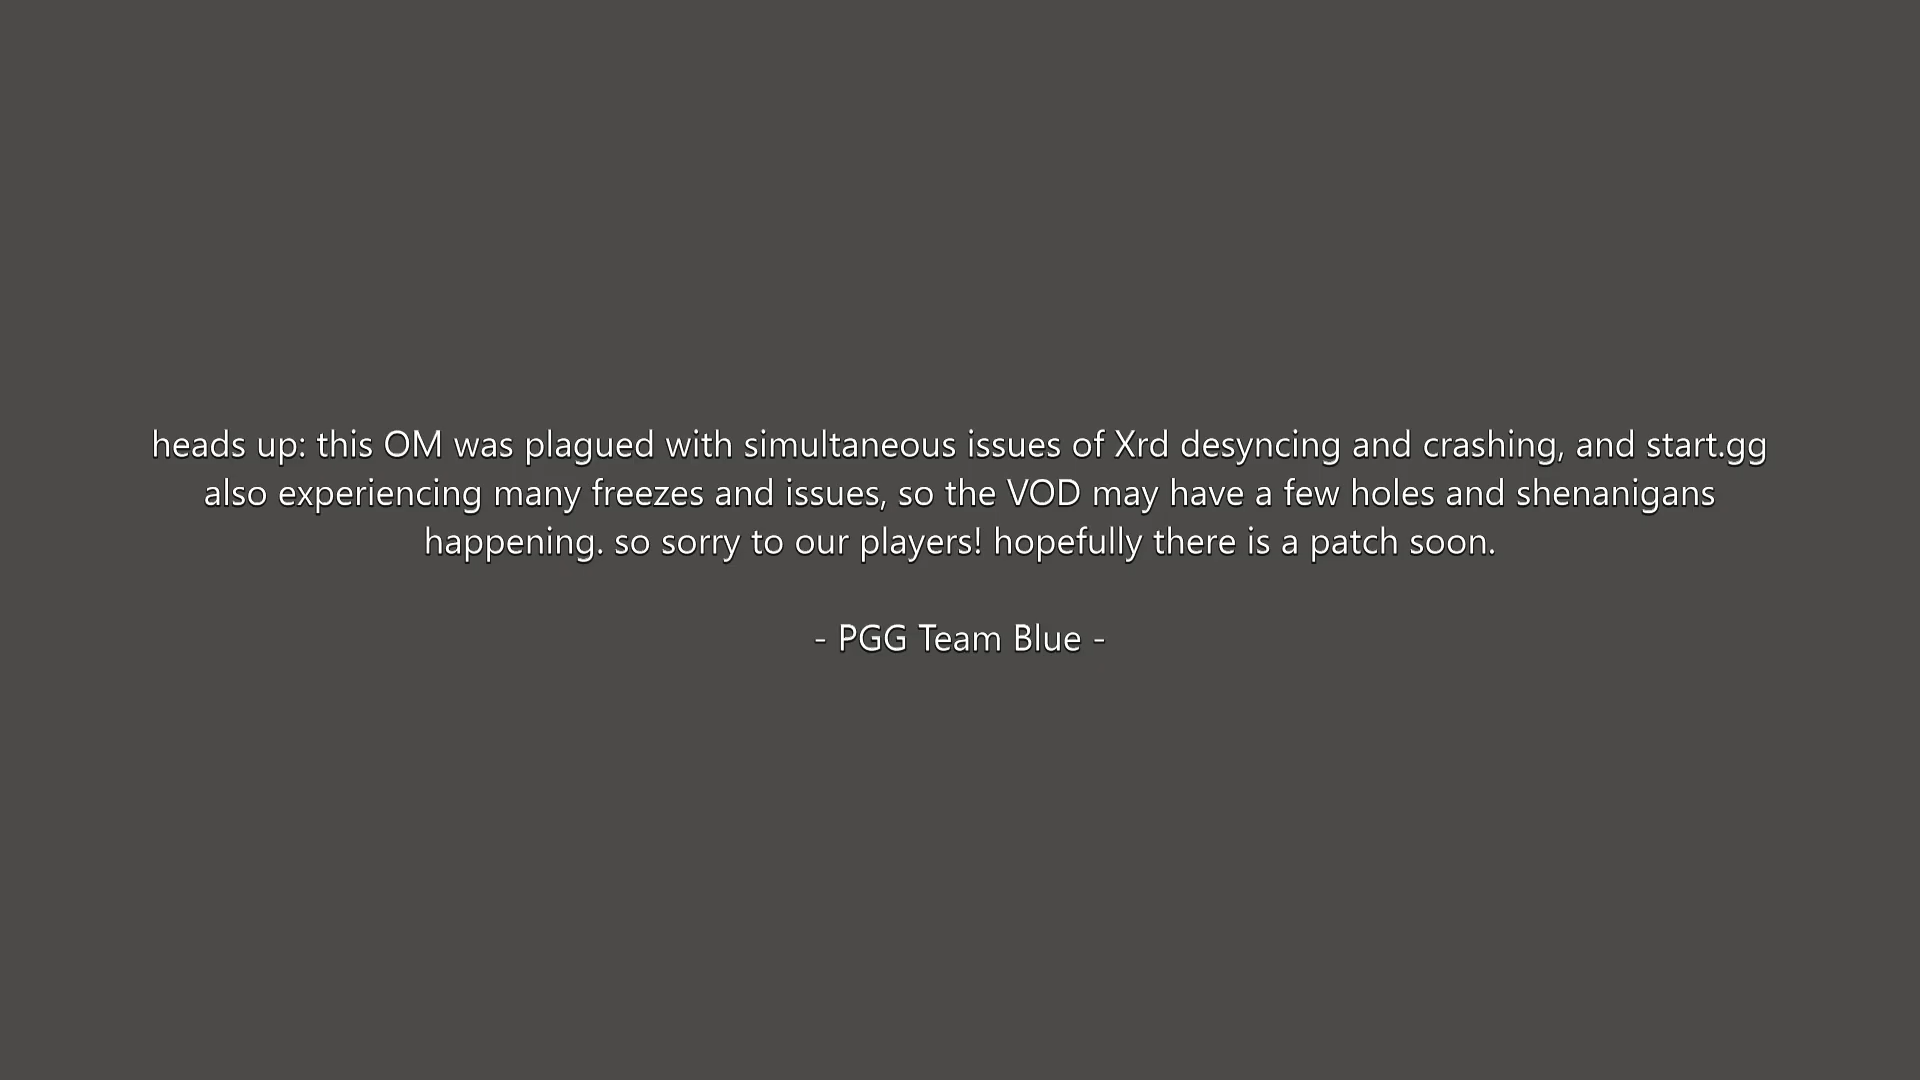 heads up: this OM was plagued with simultaneous issues of Xrd desyncing and crashing, and start.gg
also experiencing many freezes and issues, so the VOD may have a few holes and shenanigans
happening. so sorry to our players! hopefully there is a patch soon.
- PGG Team Blue -